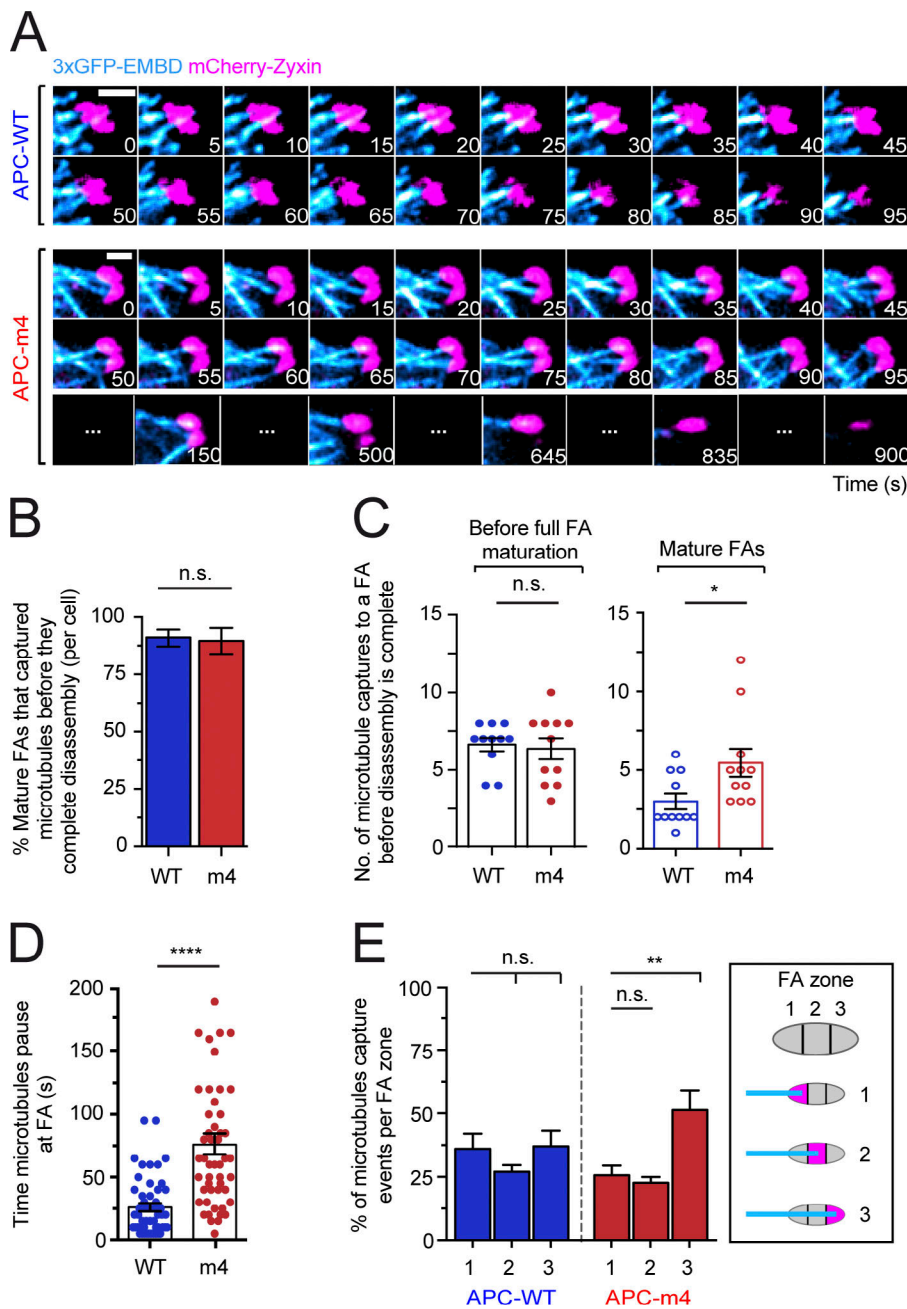 A
3xGFP-EMBD mCherry-Zyxin
APC-WT
0 5 10 15 20 25 30 35 40 45
50 55 60 65 70 75 80 85 90 95
APC-m4
0 5 10 15 20 25 30 35 40 45
50 55 60 65 70 75 80 85 90 95
... 150 ... 500 ... 645 ... 835 ... 900
Time (s)
B
% Mature FAs that captured
microtubules before they
complete disassembly (per cell)
n.s.
100
75
50
25
0
WT m4
C
No. of microtubule captures to a FA
before disassembly is complete
Before full FA
maturation
n.s.
15
10
5
0
WT m4
Mature FAs
*
15
10
5
0
WT m4
D
Time microtubules pause
at FA (s)
****
200
150
100
50
0
WT m4
E
% of microtubules capture
events per FA zone
n.s.
**
n.s.
100
75
50
25
0
1 2 3 1 2 3
APC-WT APC-m4
FA zone
1 2 3
1
2
3